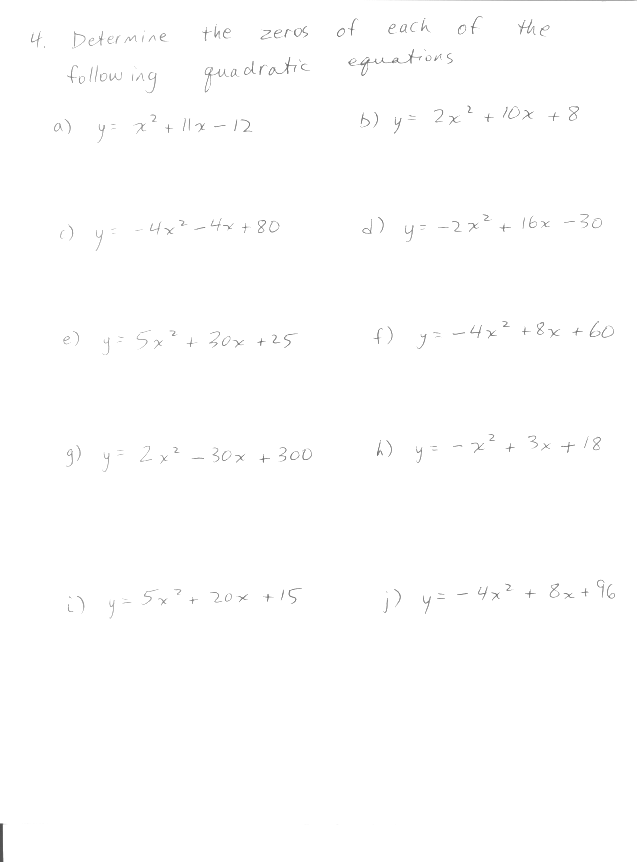 4. Determine the zeros of each of the
following quadratic equations
a) y = x² + 11x - 12
b) y = 2x² + 10x + 8
c) y = -4x² - 4x + 80
d) y = -2x² + 16x - 30
e) y = 5x² + 30x + 25
f) y = -4x² + 8x + 60
g) y = 2x² - 30x + 300
h) y = -x² + 3x + 18
i) y = 5x² + 20x + 15
j) y = -4x² + 8x + 96